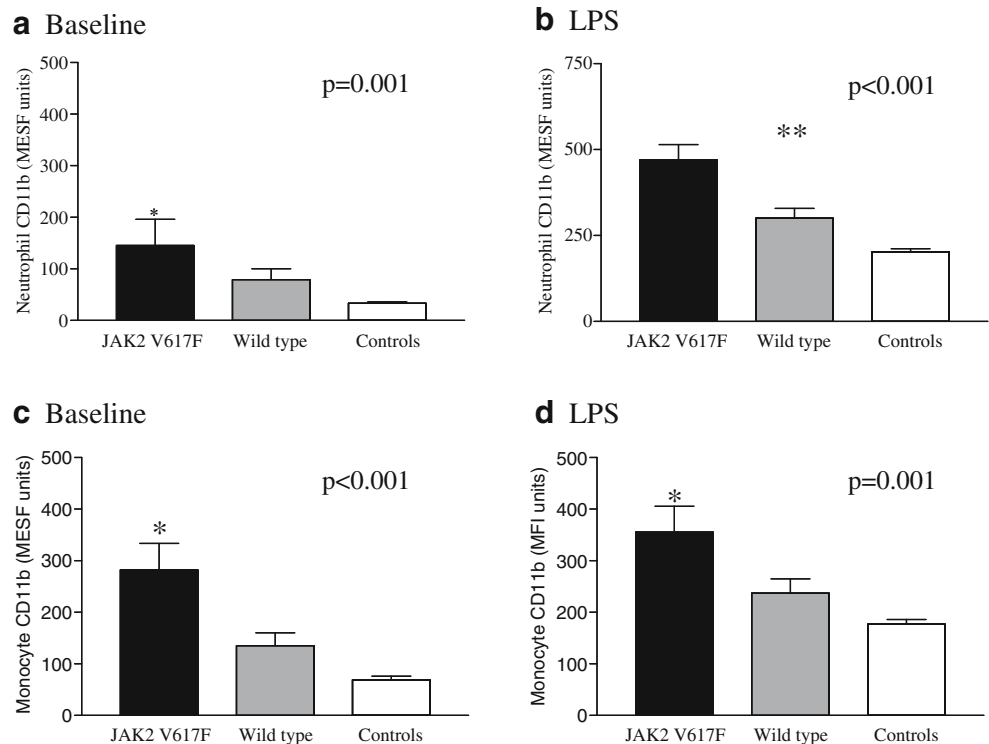 a Baseline
Neutrophil CD11b (MESF units)
500
400
300
200
100
0
p=0.001
*
JAK2 V617F Wild type Controls
b LPS
Neutrophil CD11b (MESF units)
750
500
250
0
p<0.001
**
JAK2 V617F Wild type Controls
c Baseline
Monocyte CD11b (MESF units)
500
400
300
200
100
0
p<0.001
*
JAK2 V617F Wild type Controls
d LPS
Monocyte CD11b (MFI units)
500
400
300
200
100
0
p=0.001
*
JAK2 V617F Wild type Controls